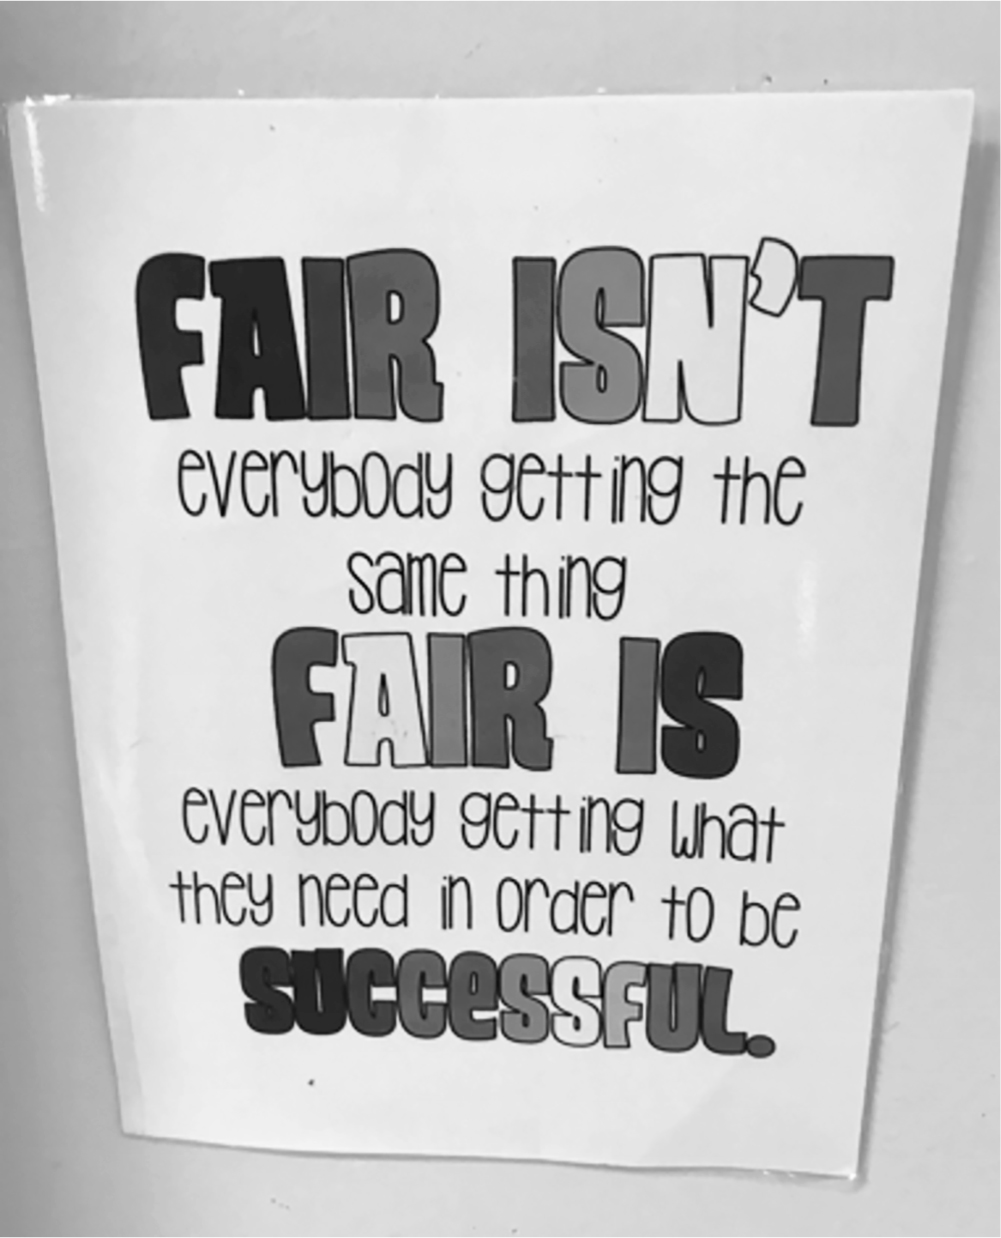 FAIR ISN'T
everybody getting the
same thing
FAIR IS
everybody getting what
they need in order to be
SUCCeSSFUL.